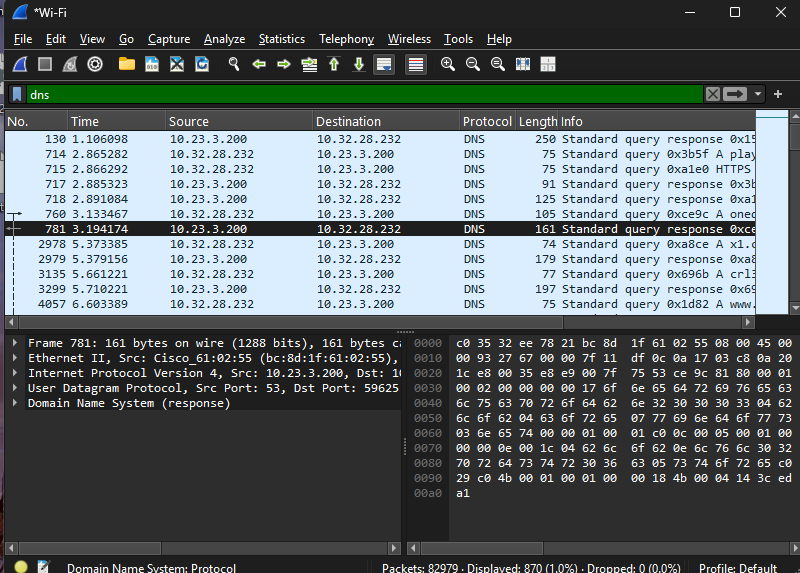 *Wi-Fi
File Edit View Go Capture Analyze Statistics Telephony Wireless Tools Help
dns
No. Time Source Destination Protocol Length Info
130 1.106098 10.23.3.200 10.32.28.232 DNS 250 Standard query response 0x15
714 2.865282 10.32.28.232 10.23.3.200 DNS 75 Standard query 0x3b5f A play
715 2.866292 10.32.28.232 10.23.3.200 DNS 75 Standard query 0xa1e0 HTTPS
717 2.885323 10.23.3.200 10.32.28.232 DNS 91 Standard query response 0x3b
718 2.891084 10.23.3.200 10.32.28.232 DNS 125 Standard query response 0xa1
760 3.133467 10.32.28.232 10.23.3.200 DNS 105 Standard query 0xce9c A oned
781 3.194174 10.23.3.200 10.32.28.232 DNS 161 Standard query response 0xce
2978 5.373385 10.32.28.232 10.23.3.200 DNS 74 Standard query 0xa8ce A x1.c
2979 5.379156 10.23.3.200 10.32.28.232 DNS 179 Standard query response 0xa8
3135 5.661221 10.32.28.232 10.23.3.200 DNS 77 Standard query 0x696b A crl3
3299 5.710221 10.23.3.200 10.32.28.232 DNS 197 Standard query response 0x69
4057 6.603389 10.32.28.232 10.23.3.200 DNS 75 Standard query 0x1d82 A www.
Frame 781: 161 bytes on wire (1288 bits), 161 bytes ca
Ethernet II, Src: Cisco_61:02:55 (bc:8d:1f:61:02:55),
Internet Protocol Version 4, Src: 10.23.3.200, Dst: 10
User Datagram Protocol, Src Port: 53, Dst Port: 59625
Domain Name System (response)
0000 c0 35 32 ee 78 21 bc 8d 1f 61 02 55 08 00 45 00
0010 00 93 27 67 00 00 7f 11 df 0c 0a 17 03 c8 0a 20
0020 1c e8 00 35 e8 e9 00 7f 75 53 ce 9c 81 80 00 01
0030 00 02 00 00 00 00 17 6f 6e 65 64 72 69 76 65 63
0040 6c 75 63 70 72 6f 64 62 6e 32 30 30 30 33 04 62
0050 6c 6f 62 04 63 6f 72 65 07 77 69 6e 64 6f 77 73
0060 03 6e 65 74 00 00 01 00 01 c0 0c 00 05 00 01 00
0070 00 00 0e 00 1c 04 62 6c 6f 62 0e 6c 76 6c 30 32
0080 70 72 64 73 74 72 30 36 63 05 73 74 6f 72 65 c0
0090 29 c0 4b 00 01 00 01 00 00 18 4b 00 04 14 3c ed
00a0 a1
Domain Name System: Protocol Packets: 82979 · Displayed: 870 (1.0%) · Dropped: 0 (0.0%) Profile: Default